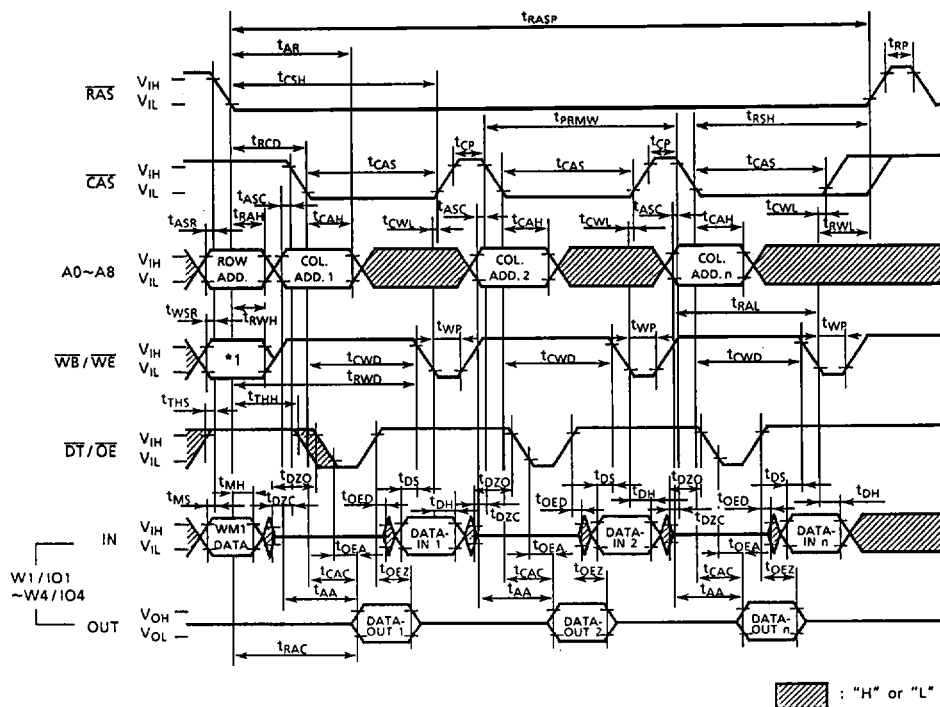 tRASP
tAR
tRP
tCSH
RAS VIH
VIL
tPRMW
tRSH
tRCD
tCP
tCP
tCAS
tCAS
tCAS
CAS VIH
VIL
tASC
tASC
tASC
tCWL
tASR
tRAH
tCAH
tCWL
tCAH
tCWL
tCAH
tRWL
A0~A8 VIH
VIL
ROW ADD.
COL. ADD. 1
COL. ADD. 2
COL. ADD. n
tWSR
tRWH
tRAL
tWP
tWP
tWP
WB/WE VIH
VIL
*1
tCWD
tCWD
tCWD
tRWD
tTHS
tTHH
DT/OE VIH
VIL
tDZO
tDS
tDZO
tDS
tDZO
tDS
tMS
tMH
tDZC
tOED
tDH
tDZC
tOED
tDH
tDZC
tOED
tDH
IN VIH
VIL
WM1 DATA
DATA-IN 1
DATA-IN 2
DATA-IN n
tOEA
tOEA
tOEA
W1/IO1
~W4/IO4
tCAC
tOEZ
tCAC
tOEZ
tCAC
tOEZ
tAA
tAA
tAA
OUT VOH
VOL
DATA-OUT 1
DATA-OUT 2
DATA-OUT n
tRAC
: "H" or "L"